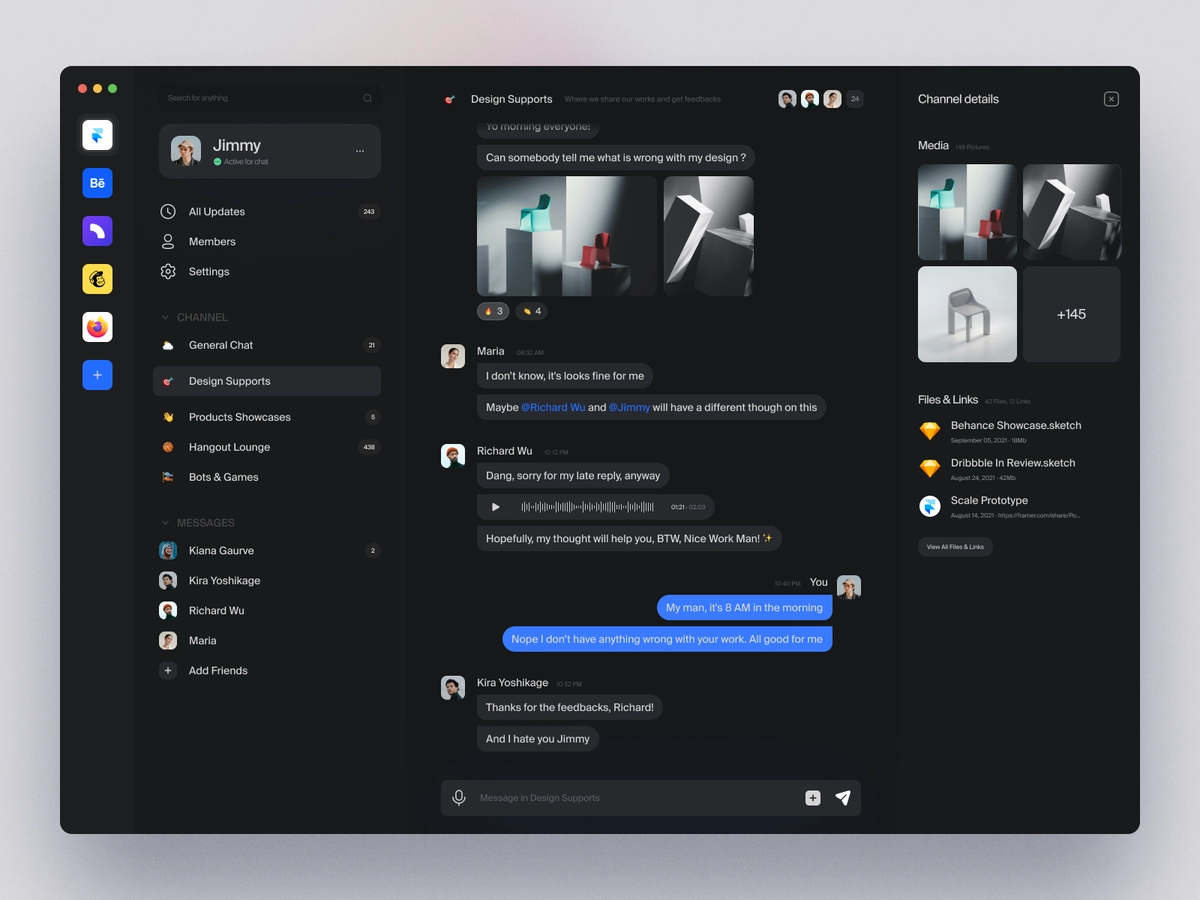 Search for anything
Jimmy
Active for chat
...
All Updates
243
Members
Settings
CHANNEL
General Chat
21
Design Supports
Products Showcases
5
Hangout Lounge
438
Bots & Games
MESSAGES
Kiana Gaurve
2
Kira Yoshikage
Richard Wu
Maria
+
Add Friends
Bē
+
Design Supports
Where we share our works and get feedbacks
24
Yo morning everyone!
Can somebody tell me what is wrong with my design ?
3
4
Maria
08:32 AM
I don't know, it's looks fine for me
Maybe @Richard Wu and @Jimmy will have a different though on this
Richard Wu
10:12 PM
Dang, sorry for my late reply, anyway
01:21 · 02:03
Hopefully, my thought will help you, BTW, Nice Work Man! ✨
10:40 PM
You
My man, it's 8 AM in the morning
Nope I don't have anything wrong with your work. All good for me
Kira Yoshikage
10:52 PM
Thanks for the feedbacks, Richard!
And I hate you Jimmy
Message in Design Supports
Channel details
Media
148 Pictures
+145
Files & Links
42 Files, 12 Links
Behance Showcase.sketch
September 05, 2021 · 18Mb
Dribbble In Review.sketch
August 24, 2021 · 42Mb
Scale Prototype
August 14, 2021 · https://framer.com/share/Po...
View All Files & Links